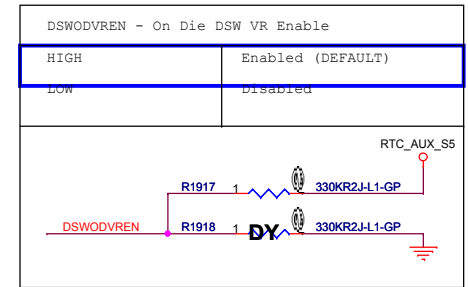 DSWODVREN - On Die DSW VR Enable
HIGH Enabled (DEFAULT)
LOW Disabled
RTC_AUX_S5
R1917 1 330KR2J-L1-GP
DSWODVREN R1918 1 DY 330KR2J-L1-GP